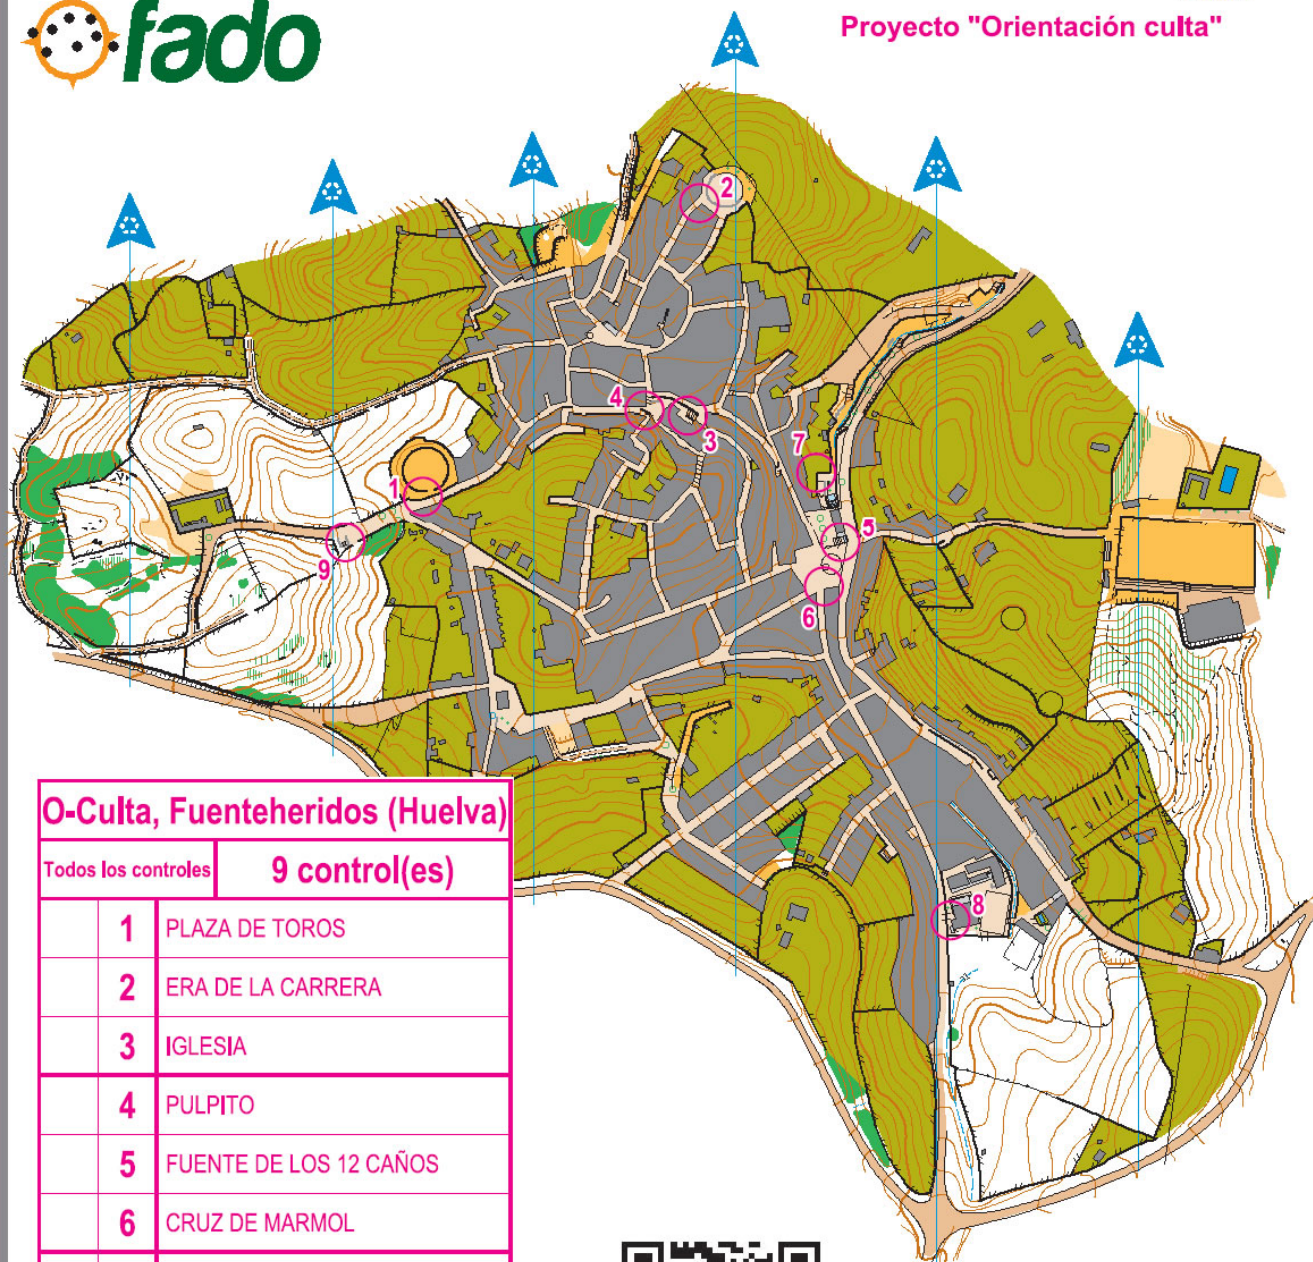 fado
Proyecto "Orientación culta"
2
4
3
7
1
5
9
6
8
O-Culta, Fuenteheridos (Huelva)
Todos los controles 9 control(es)
1 PLAZA DE TOROS
2 ERA DE LA CARRERA
3 IGLESIA
4 PULPITO
5 FUENTE DE LOS 12 CAÑOS
6 CRUZ DE MARMOL